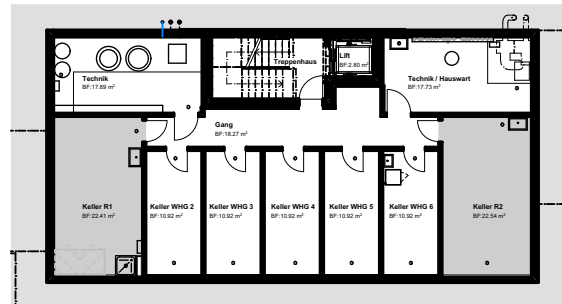 Technik
BF:17.89 m²
Treppenhaus
Lift
BF:2.80 m²
Technik / Hauswart
BF:17.73 m²
Gang
BF:18.27 m²
Keller R1
BF:22.41 m²
Keller WHG 2
BF:10.92 m²
Keller WHG 3
BF:10.92 m²
Keller WHG 4
BF:10.92 m²
Keller WHG 5
BF:10.92 m²
Keller WHG 6
BF:10.92 m²
Keller R2
BF:22.54 m²